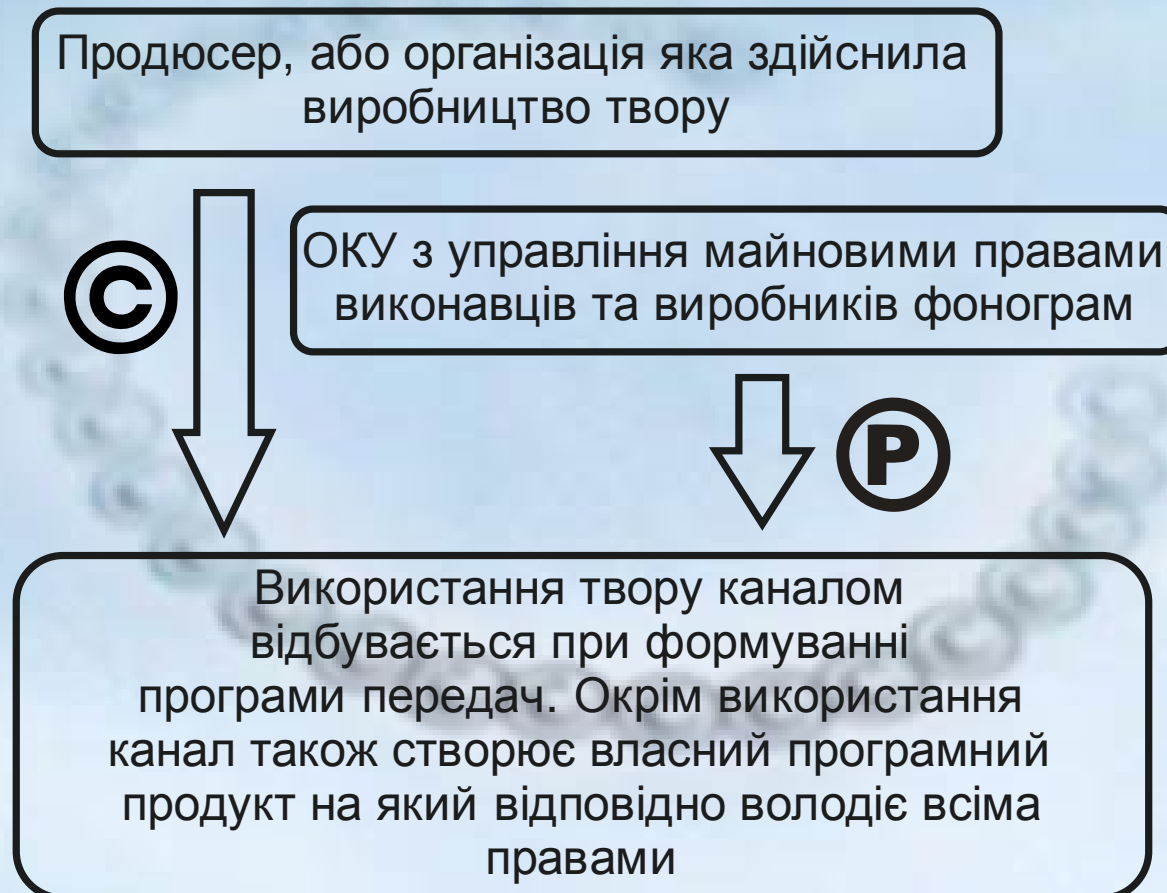 Продюсер, або організація яка здійснила
виробництво твору
©
ОКУ з управління майновими правами
виконавців та виробників фонограм
℗
Використання твору каналом
відбувається при формуванні
програми передач. Окрім використання
канал також створює власний програмний
продукт на який відповідно володіє всіма
правами